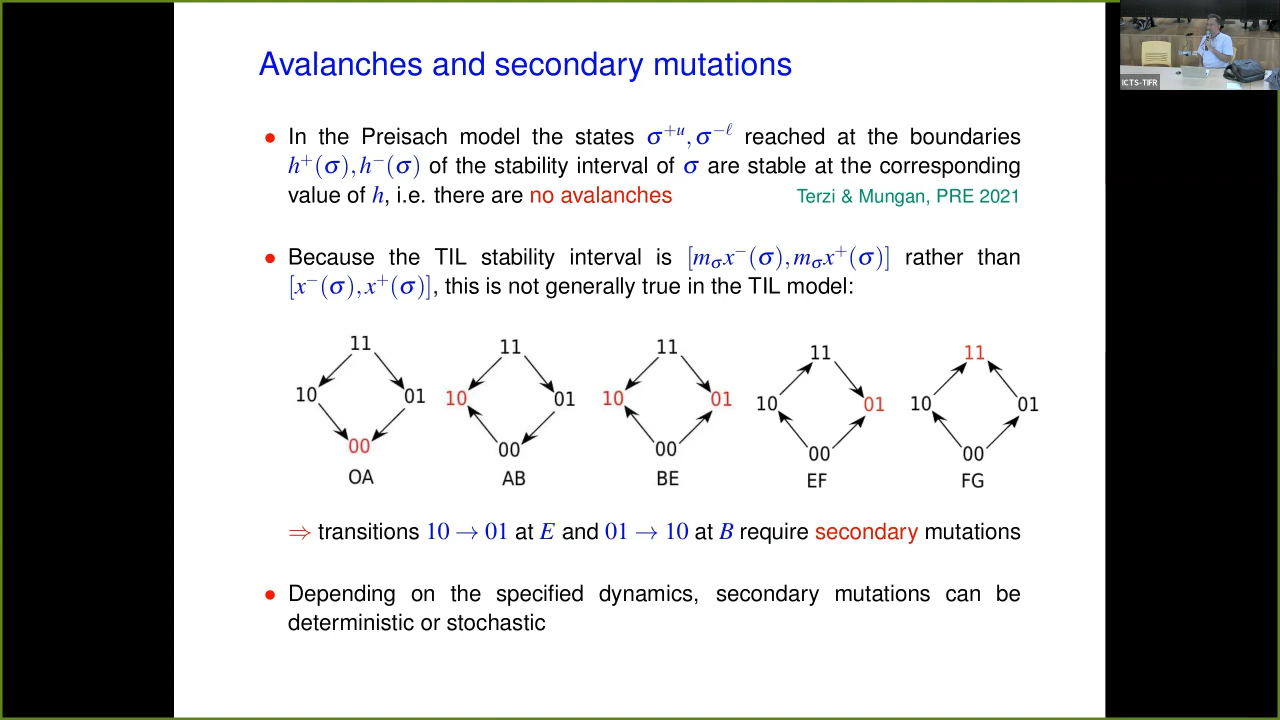 Avalanches and secondary mutations
ICTS-TIFR
• In the Preisach model the states σ⁺ᵘ, σ⁻ˡ reached at the boundaries
h⁺(σ), h⁻(σ) of the stability interval of σ are stable at the corresponding
value of h, i.e. there are no avalanches Terzi & Mungan, PRE 2021
• Because the TIL stability interval is [m_σx⁻(σ), m_σx⁺(σ)] rather than
[x⁻(σ), x⁺(σ)], this is not generally true in the TIL model:
11 11 11 11 11
10 01 10 01 10 01 10 01 10 01
00 00 00 00 00
OA AB BE EF FG
⇒ transitions 10 → 01 at E and 01 → 10 at B require secondary mutations
• Depending on the specified dynamics, secondary mutations can be
deterministic or stochastic